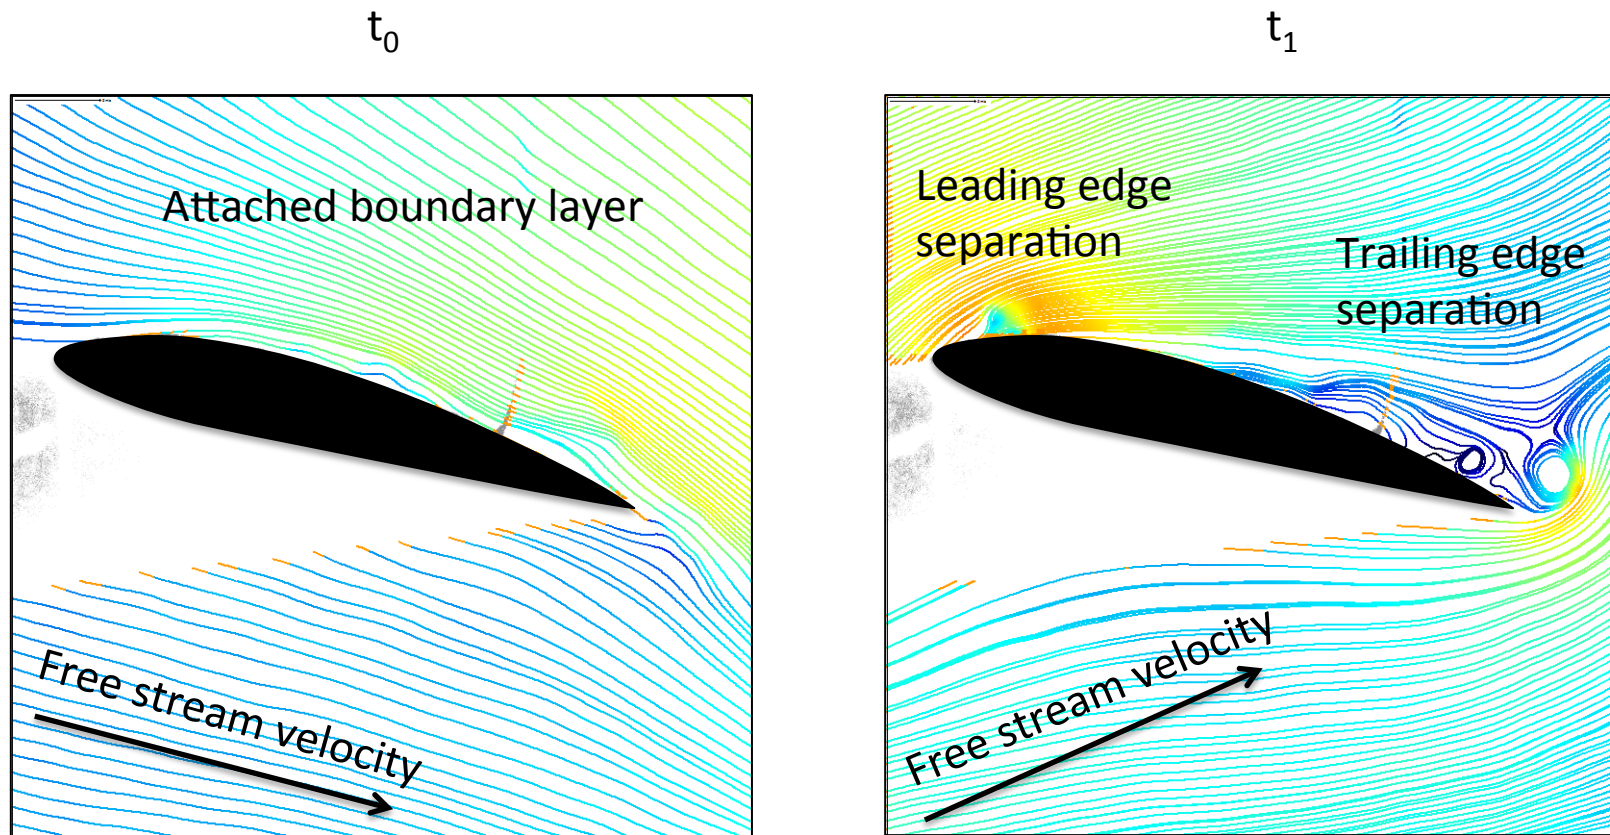 t₀
t₁
Attached boundary layer
Leading edge
separation
Trailing edge
separation
Free stream velocity
Free stream velocity